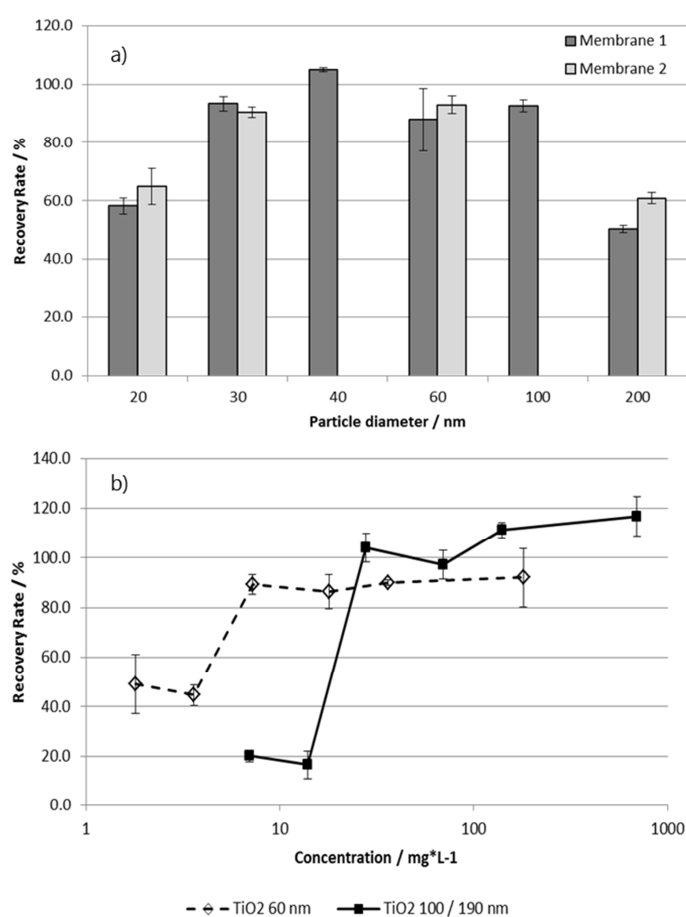 120.0
a)
Membrane 1
Membrane 2
100.0
80.0
60.0
40.0
20.0
0.0
Recovery Rate / %
20 30 40 60 100 200
Particle diameter / nm
140.0
b)
120.0
100.0
80.0
60.0
40.0
20.0
0.0
Recovery Rate / %
1 10 100 1000
Concentration / mg*L-1
TiO2 60 nm TiO2 100 / 190 nm